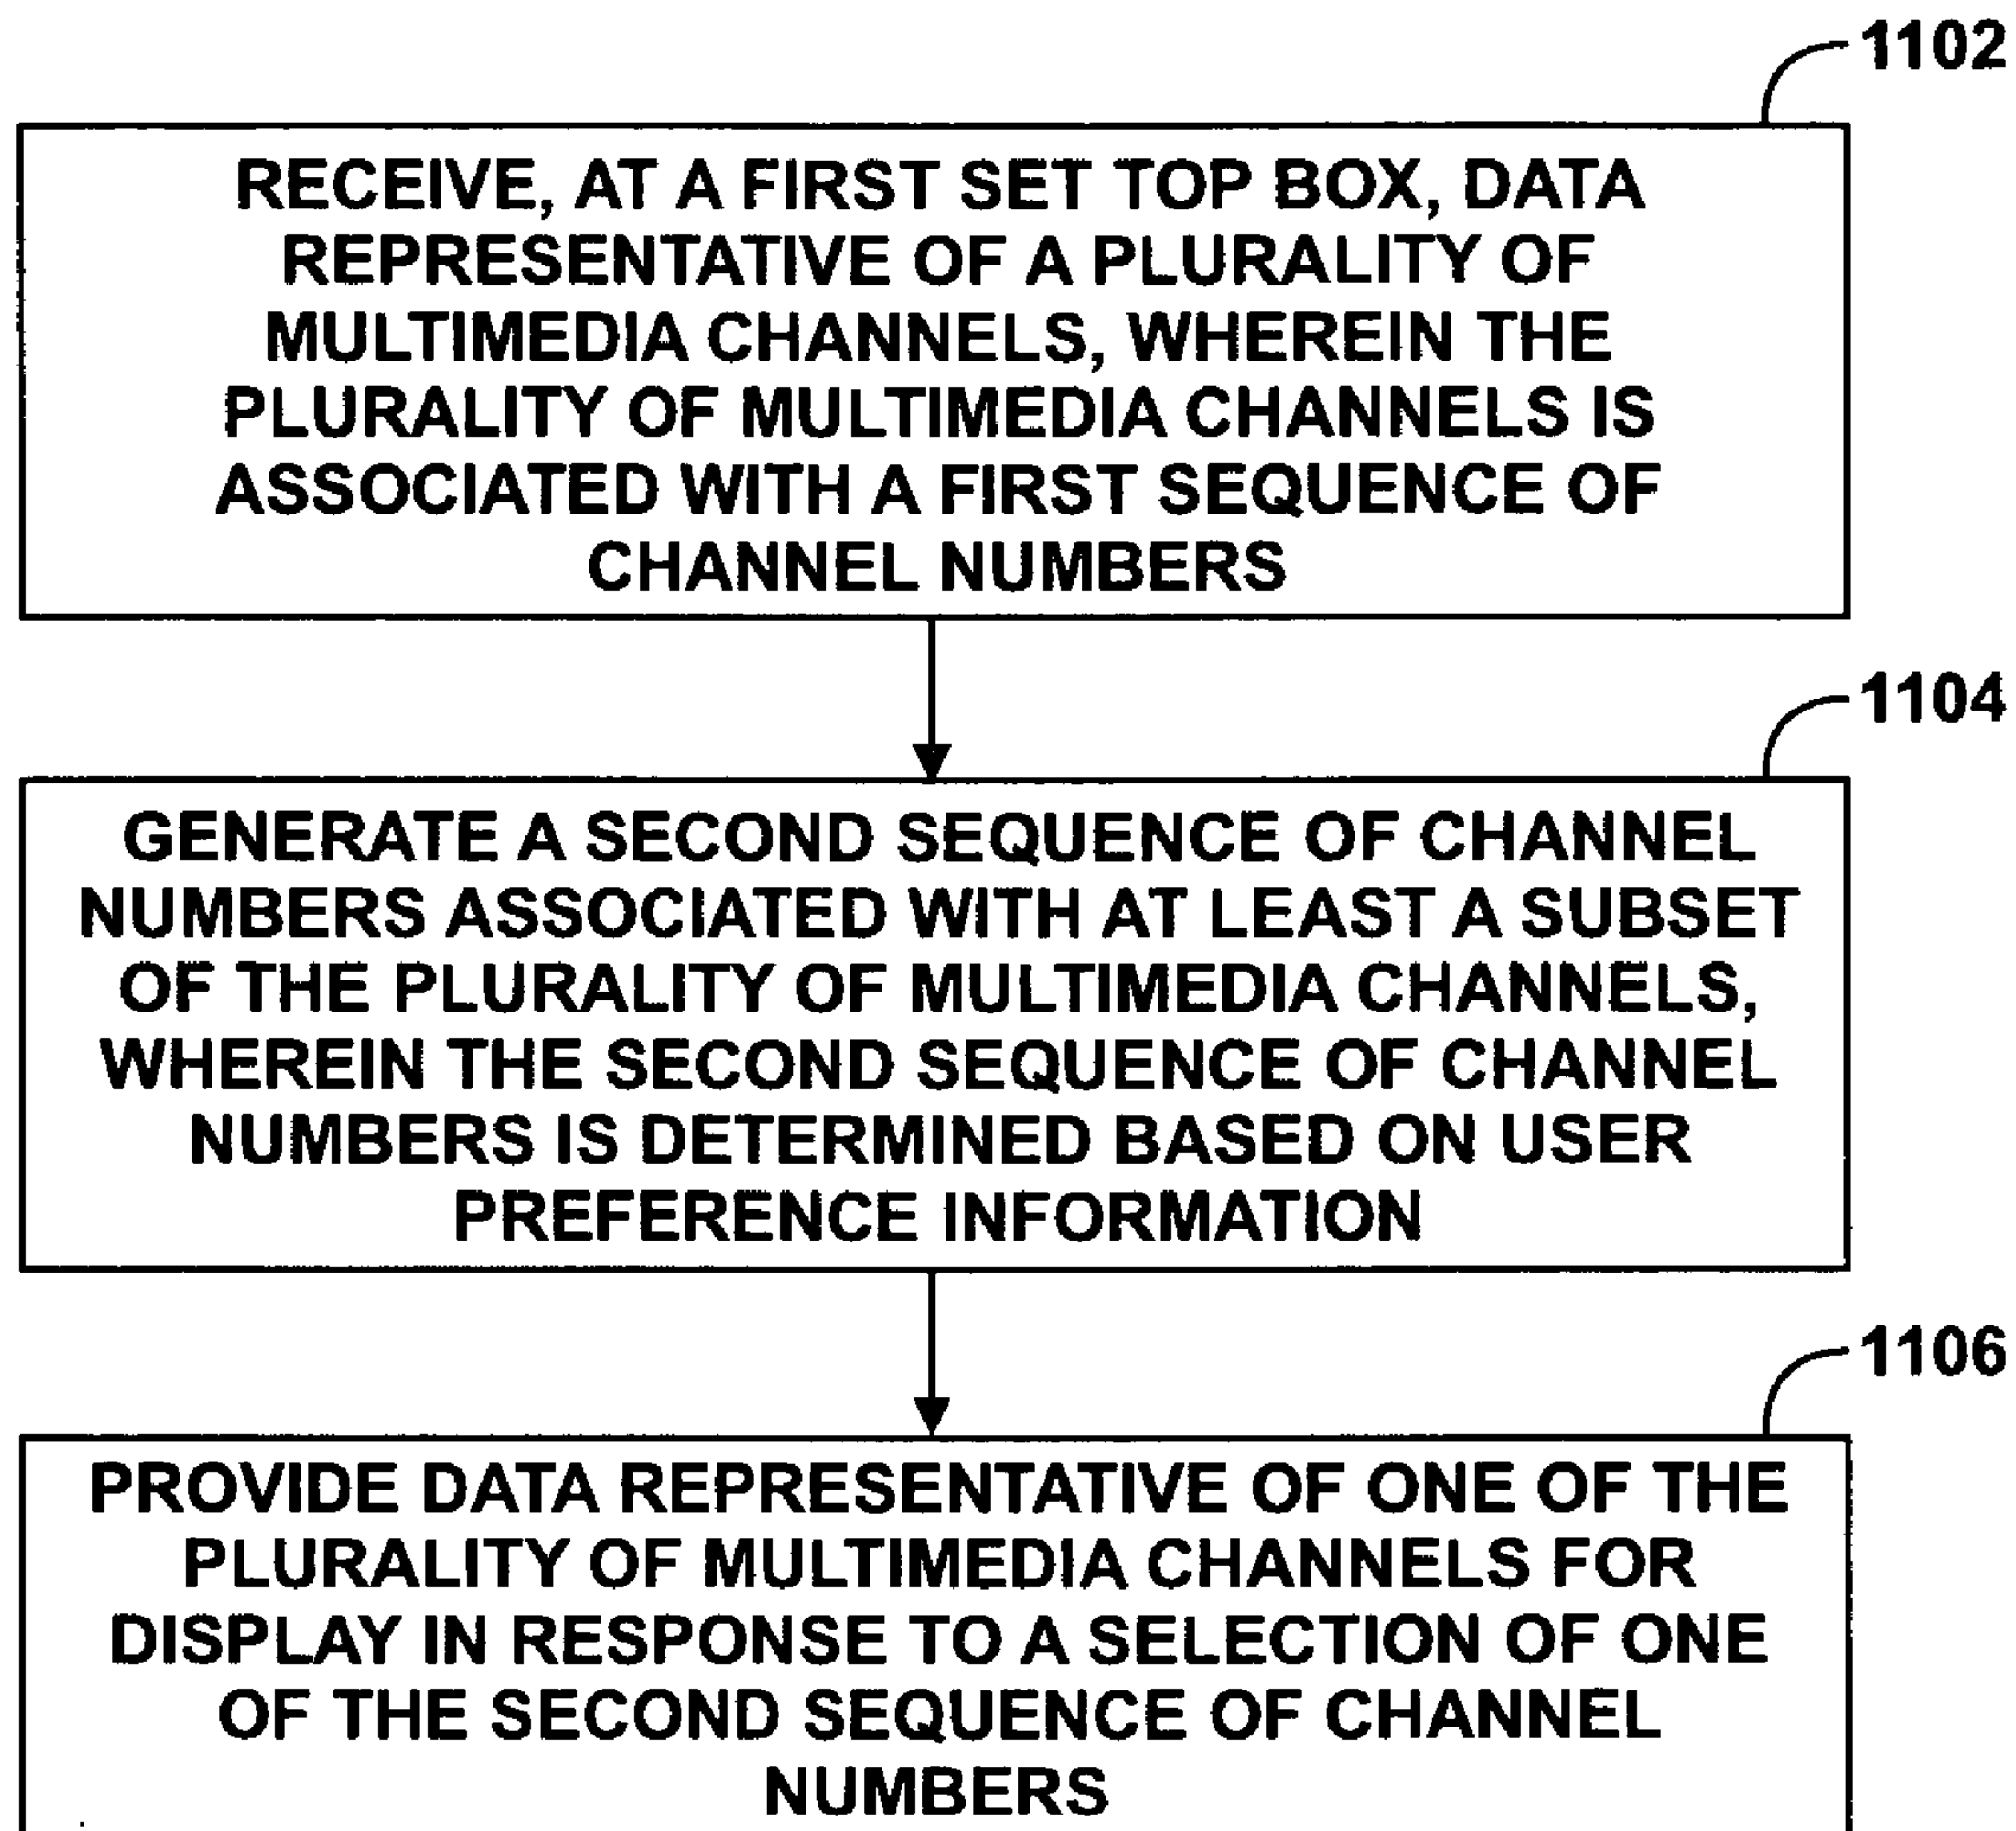 1102
RECEIVE, AT A FIRST SET TOP BOX, DATA
REPRESENTATIVE OF A PLURALITY OF
MULTIMEDIA CHANNELS, WHEREIN THE
PLURALITY OF MULTIMEDIA CHANNELS IS
ASSOCIATED WITH A FIRST SEQUENCE OF
CHANNEL NUMBERS
1104
GENERATE A SECOND SEQUENCE OF CHANNEL
NUMBERS ASSOCIATED WITH AT LEAST A SUBSET
OF THE PLURALITY OF MULTIMEDIA CHANNELS,
WHEREIN THE SECOND SEQUENCE OF CHANNEL
NUMBERS IS DETERMINED BASED ON USER
PREFERENCE INFORMATION
1106
PROVIDE DATA REPRESENTATIVE OF ONE OF THE
PLURALITY OF MULTIMEDIA CHANNELS FOR
DISPLAY IN RESPONSE TO A SELECTION OF ONE
OF THE SECOND SEQUENCE OF CHANNEL
NUMBERS